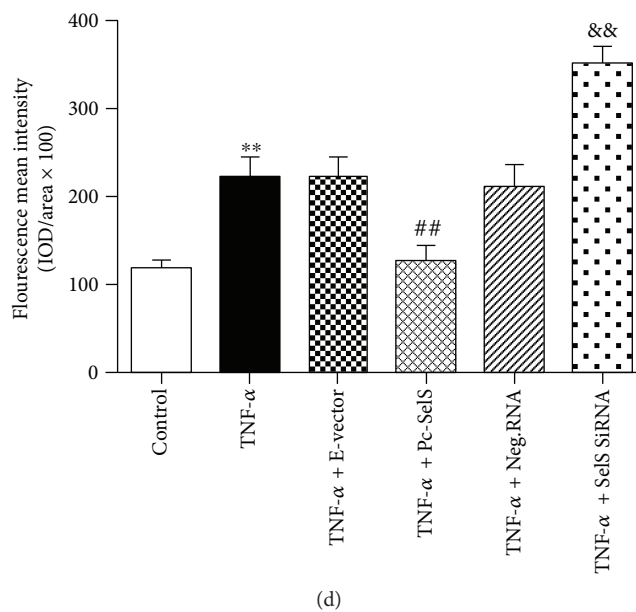 Flourescence mean intensity
(IOD/area × 100)
400
300
200
100
0
**
##
&&
Control
TNF-α
TNF-α + E-vector
TNF-α + Pc-SelS
TNF-α + Neg.RNA
TNF-α + SelS SiRNA
(d)